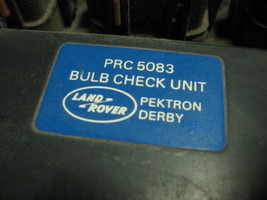 PRC 5083
BULB CHECK UNIT
LAND-
ROVER
PEKTRON
DERBY